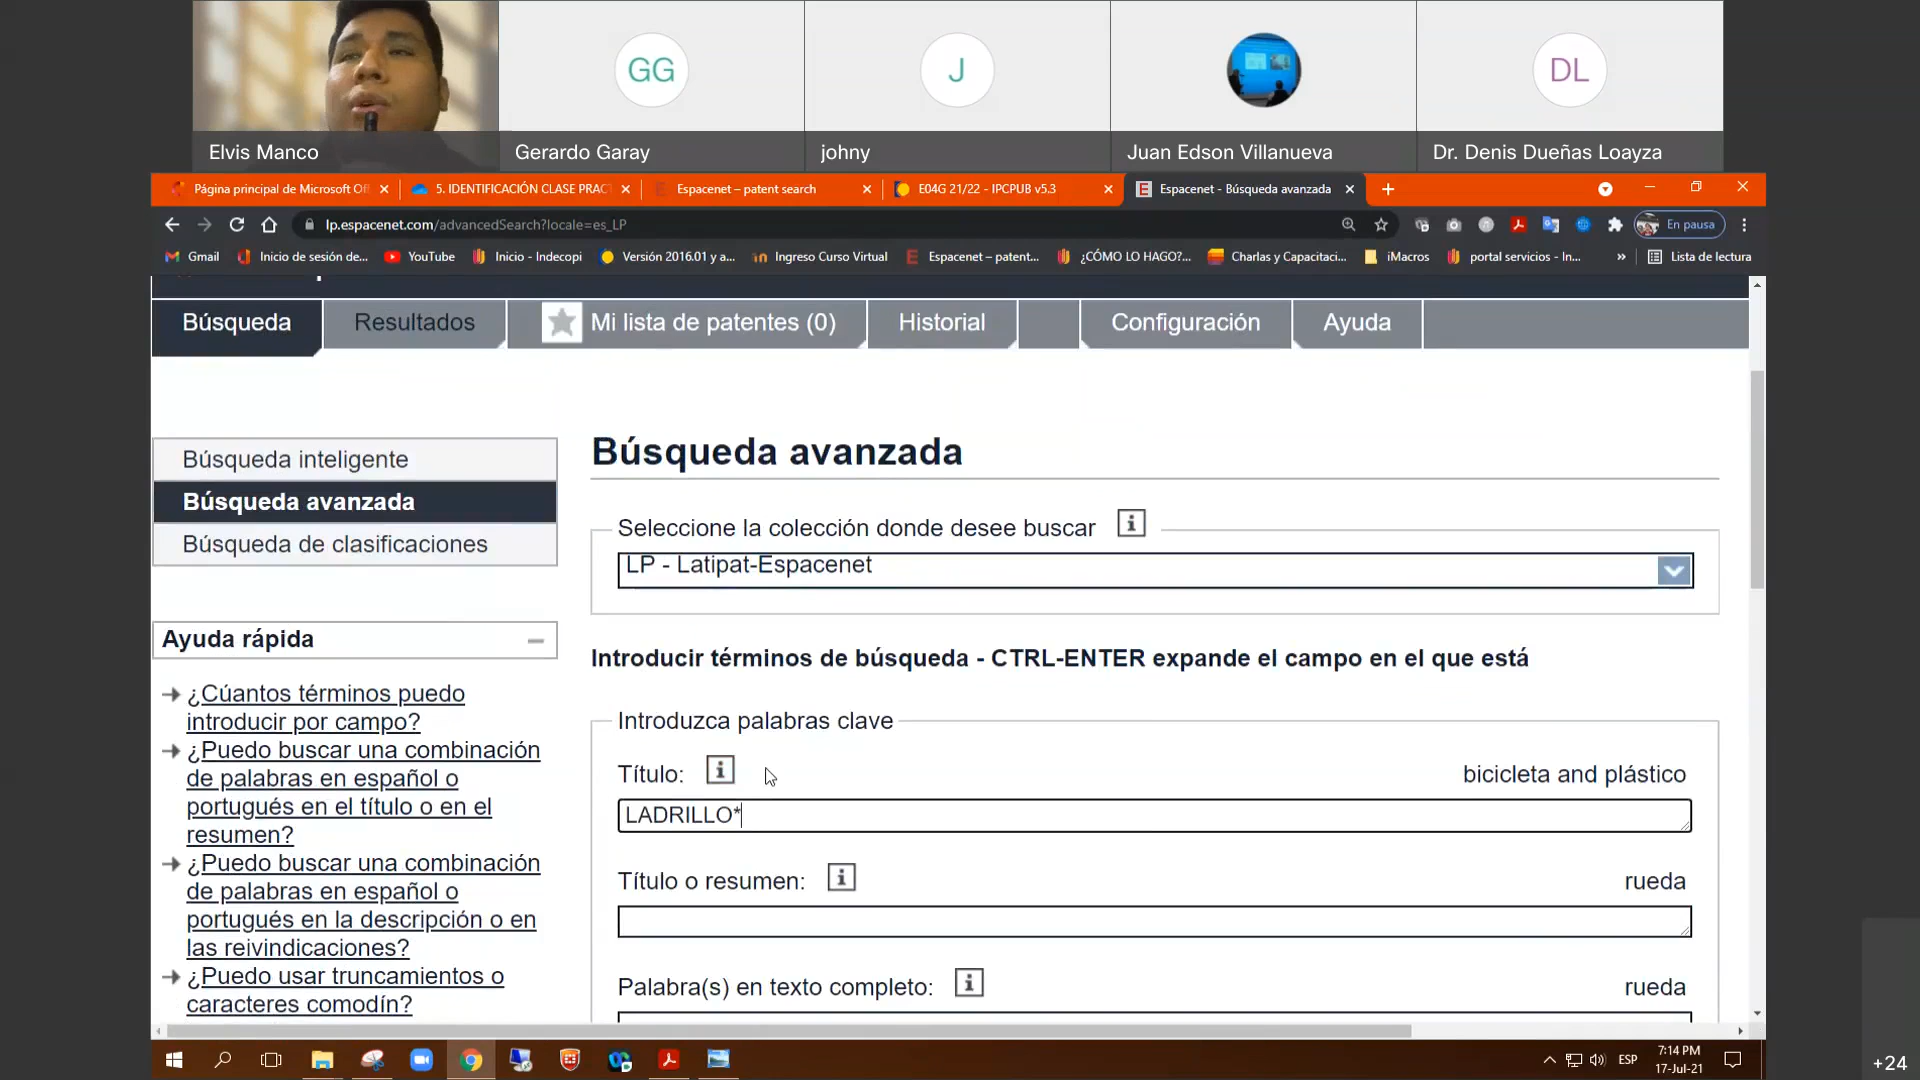 GG
J
DL
Elvis Manco
Gerardo Garay
johny
Juan Edson Villanueva
Dr. Denis Dueñas Loayza
Página principal de Microsoft Of
5. IDENTIFICACIÓN CLASE PRAC
Espacenet – patent search
E04G 21/22 - IPCPUB v5.3
Espacenet - Búsqueda avanzada
lp.espacenet.com/advancedSearch?locale=es_LP
En pausa
Gmail
Inicio de sesión de...
YouTube
Inicio - Indecopi
Versión 2016.01 y a...
Ingreso Curso Virtual
Espacenet – patent...
¿CÓMO LO HAGO?...
Charlas y Capacitaci...
iMacros
portal servicios - In...
»
Lista de lectura
Búsqueda
Resultados
Mi lista de patentes (0)
Historial
Configuración
Ayuda
Búsqueda inteligente
Búsqueda avanzada
Búsqueda de clasificaciones
Ayuda rápida
¿Cúantos términos puedo
introducir por campo?
¿Puedo buscar una combinación
de palabras en español o
portugués en el título o en el
resumen?
¿Puedo buscar una combinación
de palabras en español o
portugués en la descripción o en
las reivindicaciones?
¿Puedo usar truncamientos o
caracteres comodín?
Búsqueda avanzada
Seleccione la colección donde desee buscar
LP - Latipat-Espacenet
Introducir términos de búsqueda - CTRL-ENTER expande el campo en el que está
Introduzca palabras clave
Título:
bicicleta and plástico
LADRILLO*
Título o resumen:
rueda
Palabra(s) en texto completo:
rueda
ESP
7:14 PM
17-Jul-21
+24